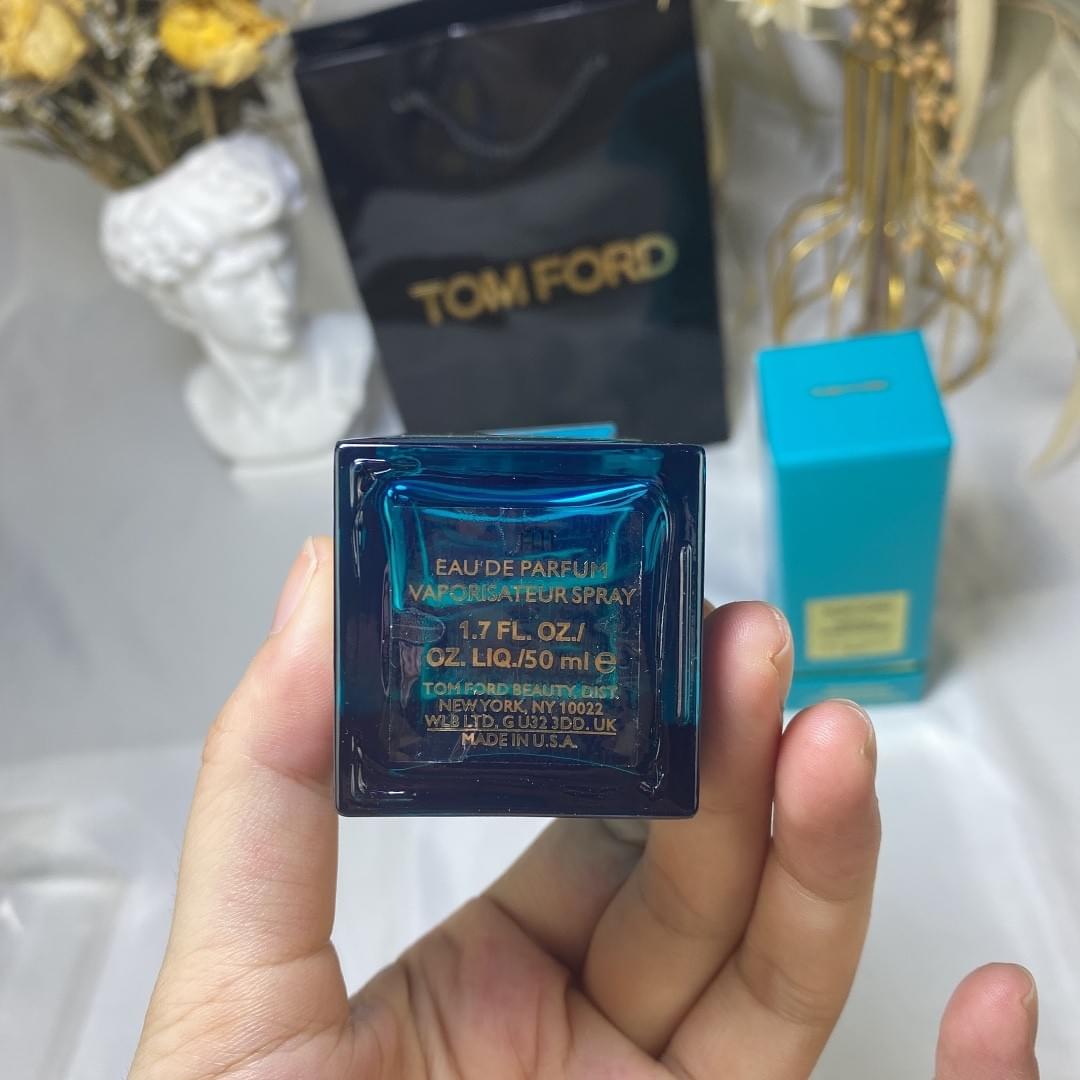 TOM FORD
EAU DE PARFUM
VAPORISATEUR SPRAY
1.7 FL. OZ./
OZ. LIQ./50 ml e
TOM FORD BEAUTY, DIST.
NEW YORK, NY 10022
WLB LTD, GU32 3DD. UK
MADE IN U.S.A.